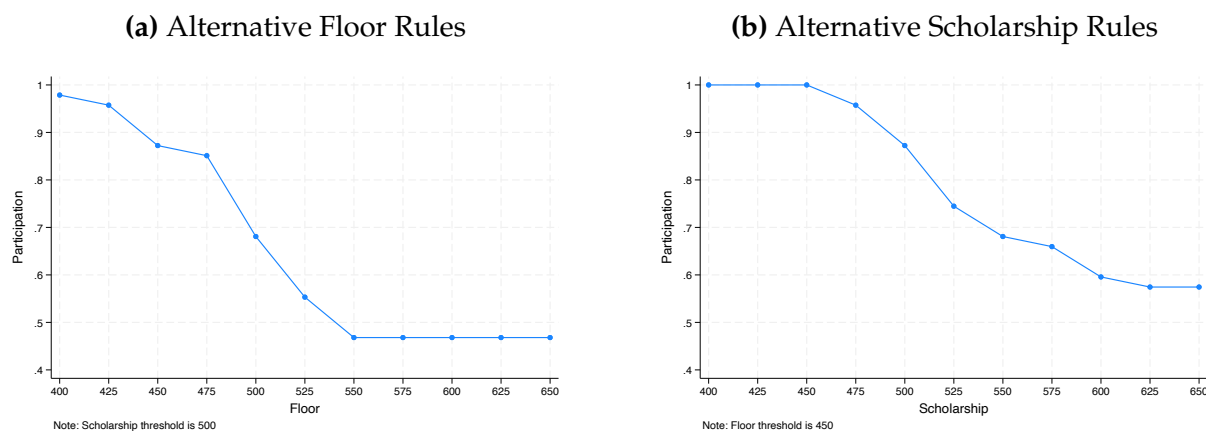 (a) Alternative Floor Rules
1
.9
.8
.7
.6
.5
.4
Participation
400 425 450 475 500 525 550 575 600 625 650
Floor
Note: Scholarship threshold is 500
(b) Alternative Scholarship Rules
1
.9
.8
.7
.6
.5
.4
Participation
400 425 450 475 500 525 550 575 600 625 650
Scholarship
Note: Floor threshold is 450